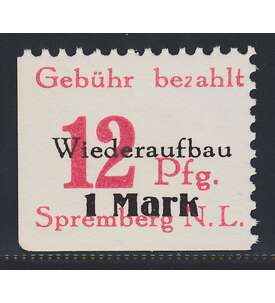 Gebühr bezahlt
12
Wiederaufbau
Pfg.
1 Mark
Spremberg N.L.